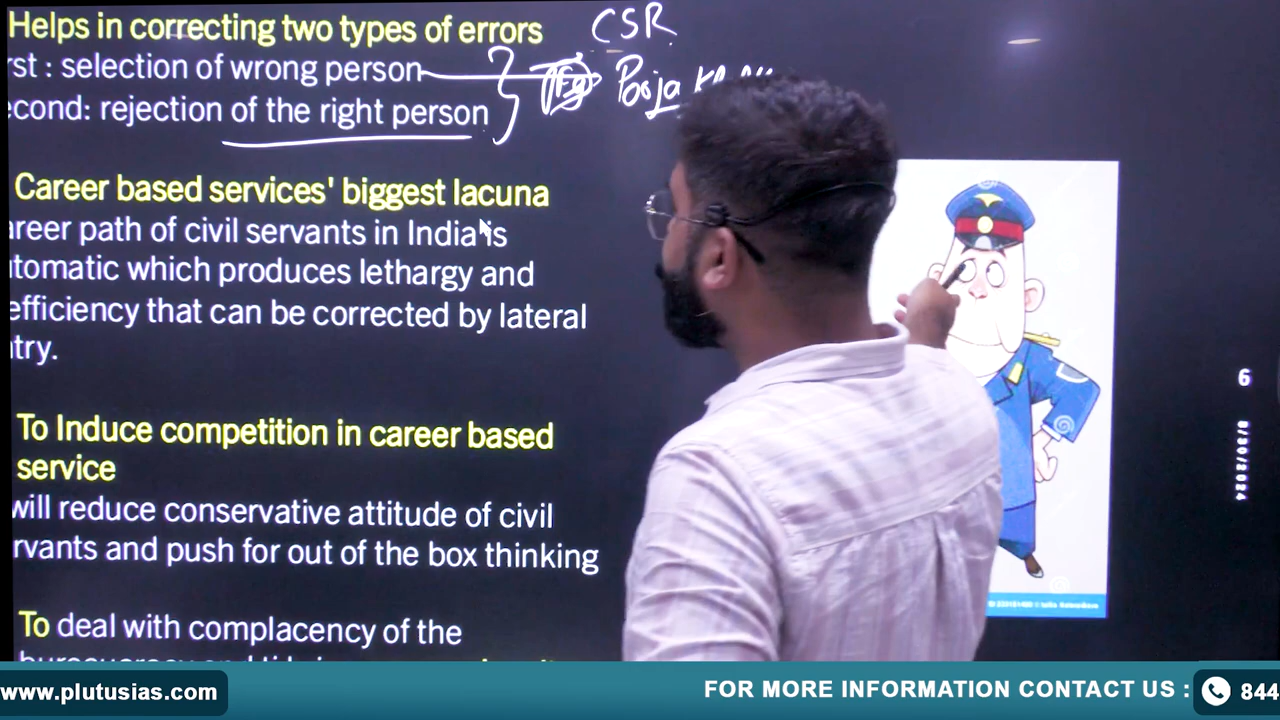 Helps in correcting two types of errors
CSR
rst : selection of wrong person
Pooja
econd: rejection of the right person
Career based services' biggest lacuna
areer path of civil servants in India is
utomatic which produces lethargy and
efficiency that can be corrected by lateral
ntry.
To Induce competition in career based
service
will reduce conservative attitude of civil
rvants and push for out of the box thinking
To deal with complacency of the
6
8/30/2024
www.plutusias.com
FOR MORE INFORMATION CONTACT US :
844